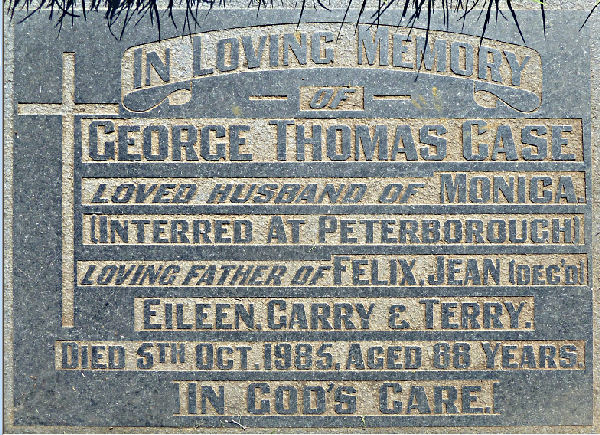 IN LOVING MEMORY
OF
GEORGE THOMAS CASE
LOVED HUSBAND OF MONICA.
(INTERRED AT PETERBOROUGH)
LOVING FATHER OF FELIX, JEAN (DEC'D)
EILEEN, GARRY & TERRY.
DIED 5TH OCT. 1985, AGED 88 YEARS.
IN GOD'S CARE.